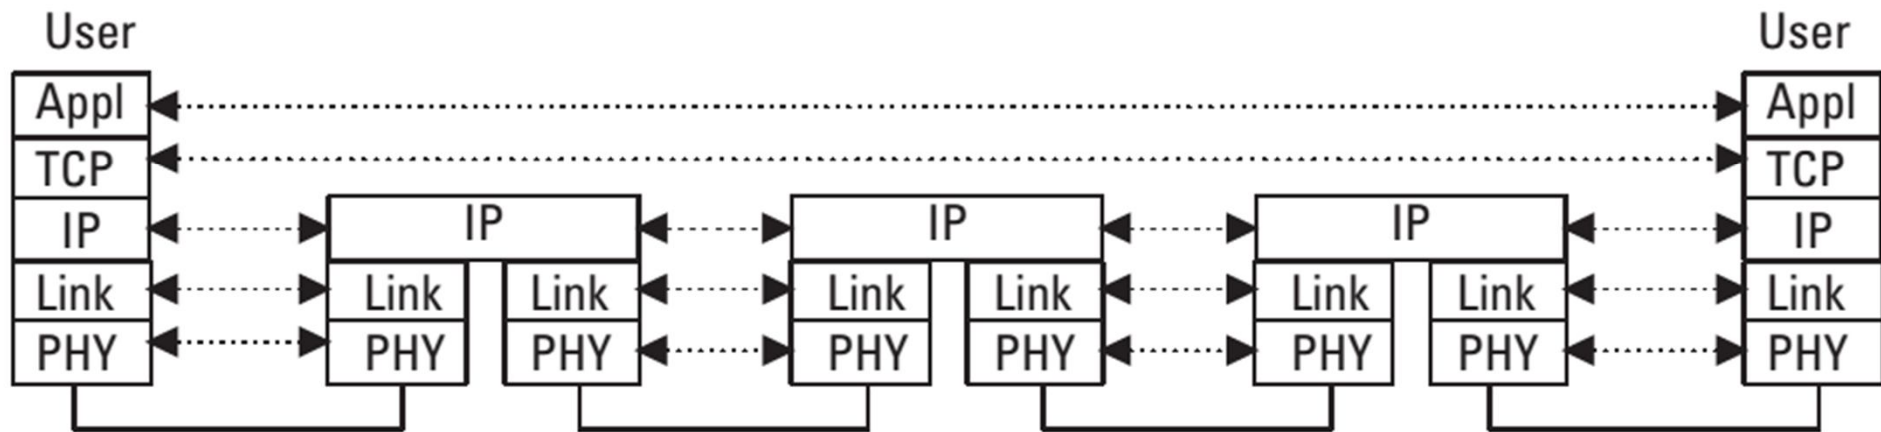 User User
Appl Appl
TCP TCP
IP IP IP IP IP
Link Link Link Link Link Link Link Link
PHY PHY PHY PHY PHY PHY PHY PHY